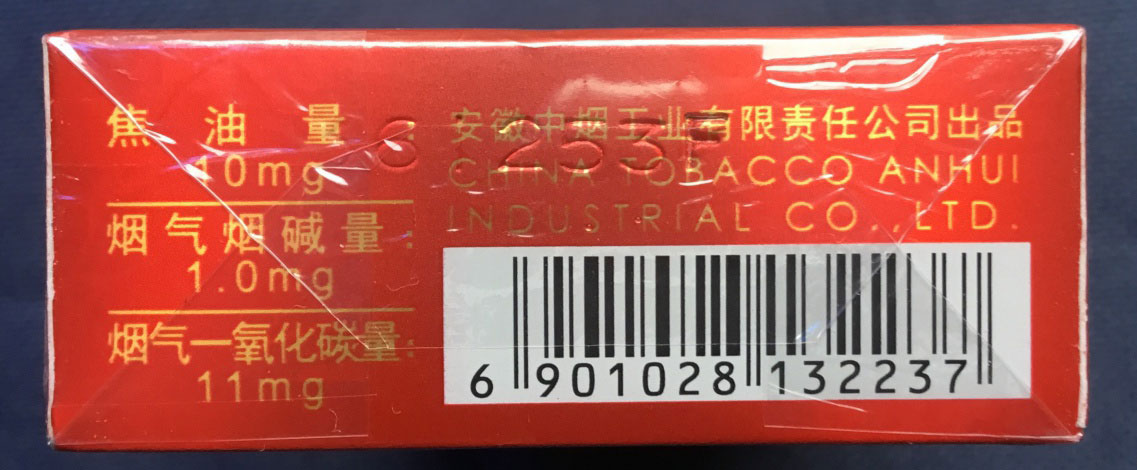 焦油量：
10mg
烟气烟碱量：
1.0mg
烟气一氧化碳量：
11mg
安徽中烟工业有限责任公司出品
CHINA TOBACCO ANHUI
INDUSTRIAL CO., LTD.
6 901028 132237